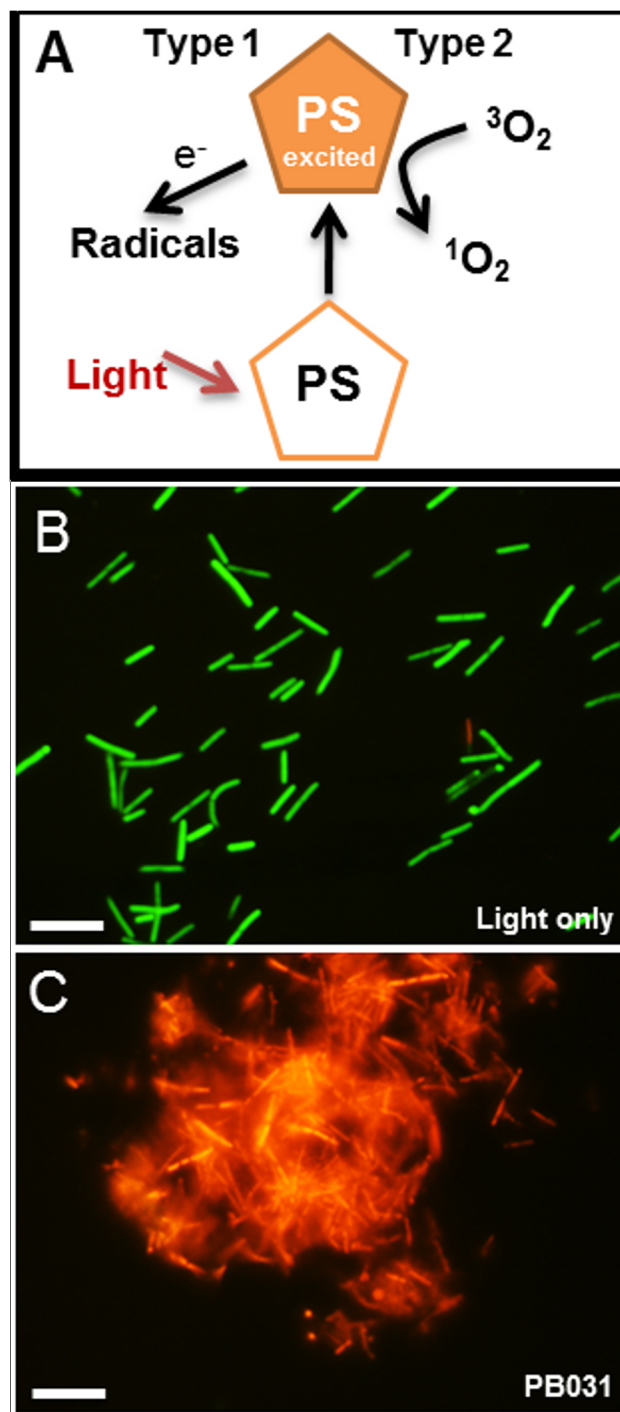 A
Type 1
Type 2
PS
excited
e⁻
³O₂
Radicals
¹O₂
Light
PS
B
Light only
C
PB031